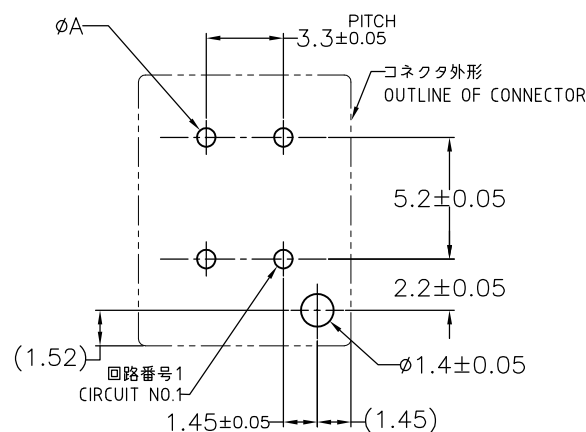 PITCH
øA
3.3±0.05
コネクタ外形
OUTLINE OF CONNECTOR
5.2±0.05
2.2±0.05
(1.52)
ø1.4±0.05
回路番号1
CIRCUIT NO.1
1.45±0.05
(1.45)